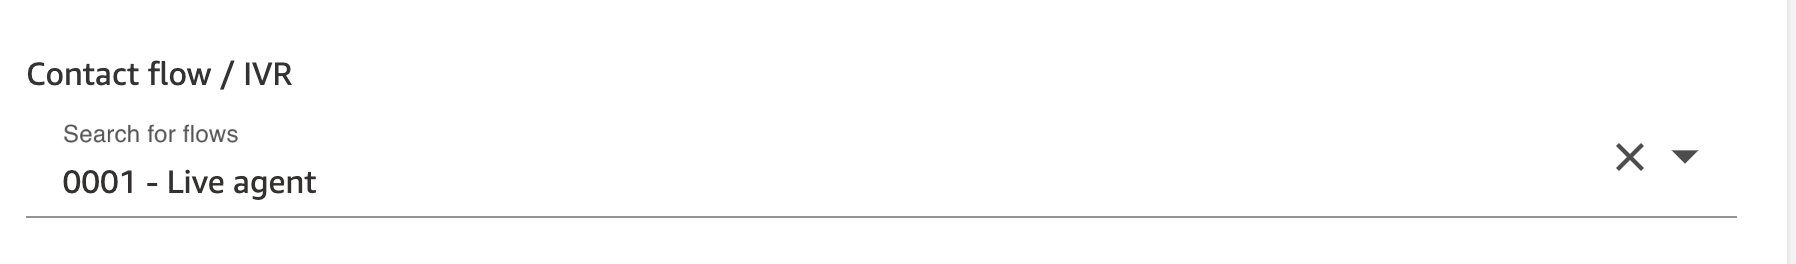 Contact flow / IVR
Search for flows
0001 - Live agent